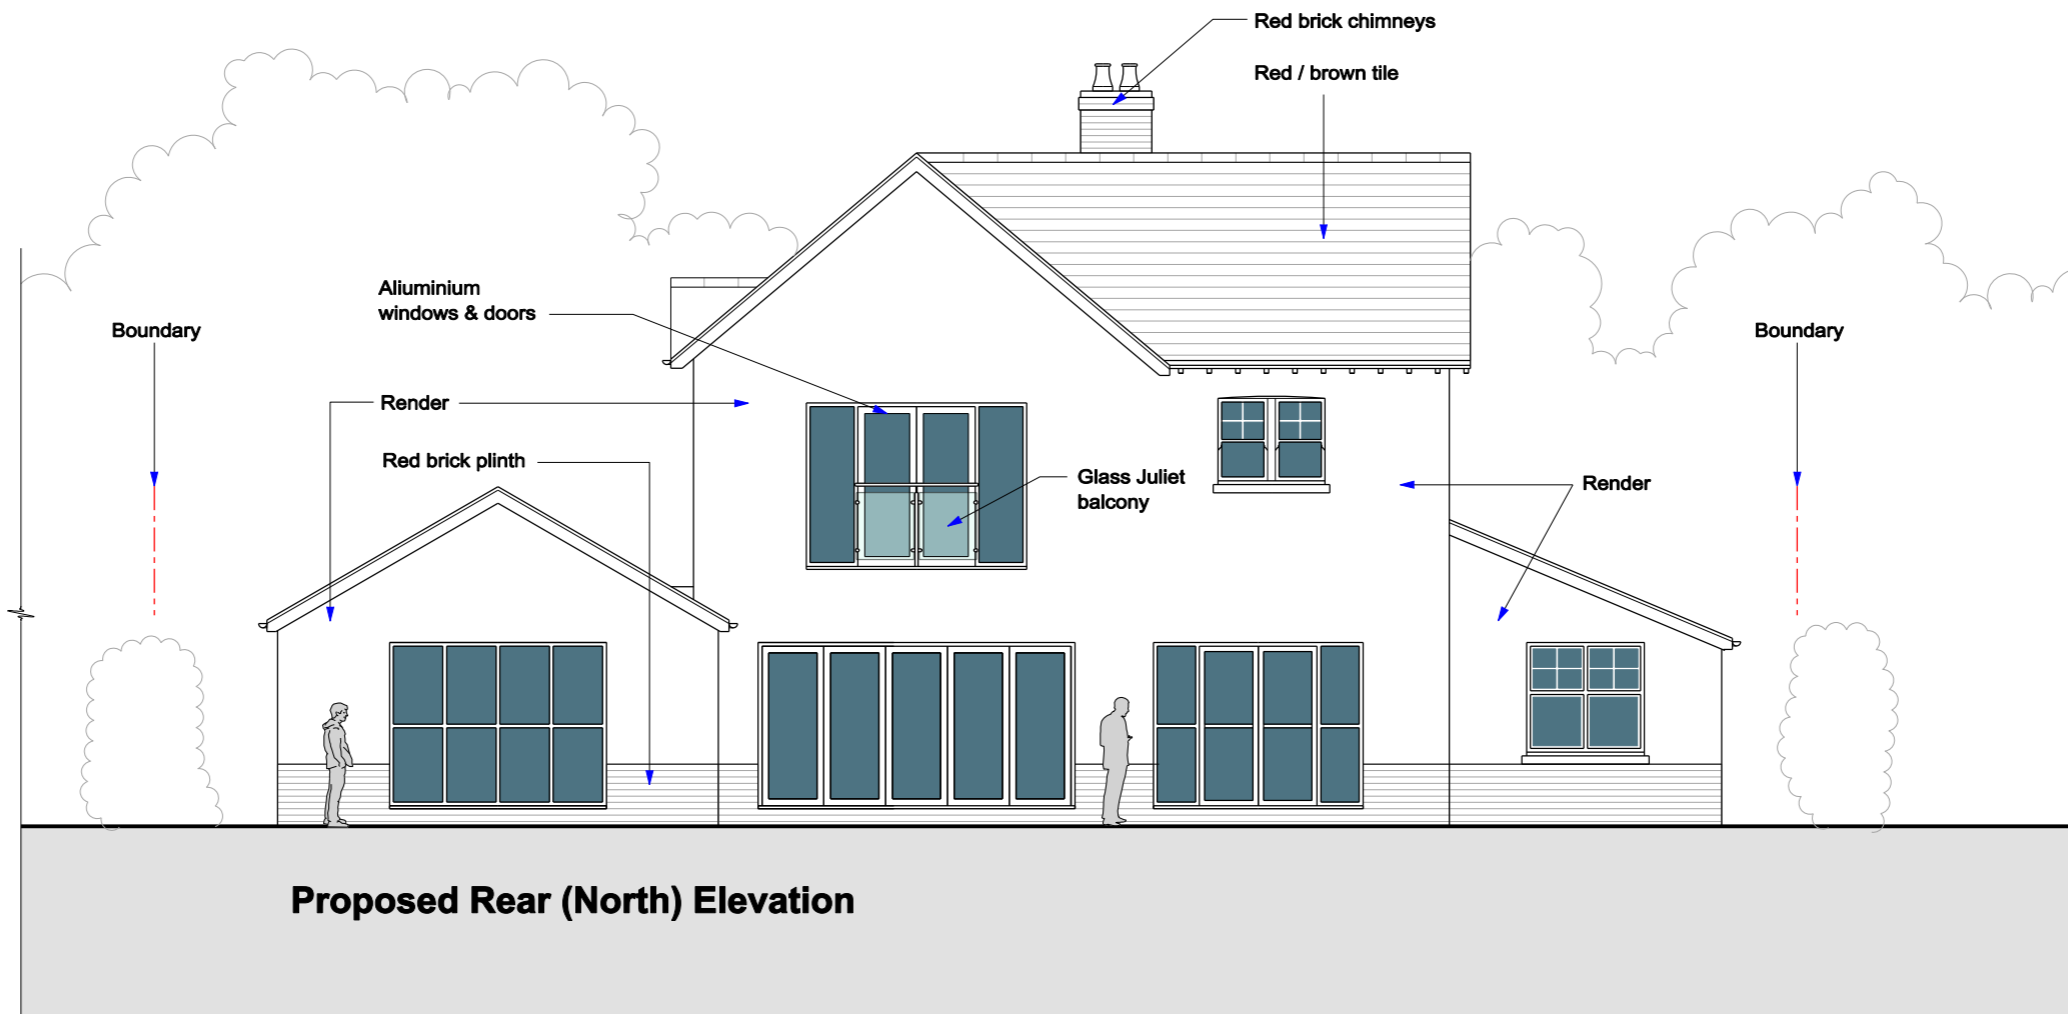 Red brick chimneys
Red / brown tile
Aliuminium
windows & doors
Boundary
Boundary
Render
Red brick plinth
Glass Juliet
balcony
Render
Proposed Rear (North) Elevation